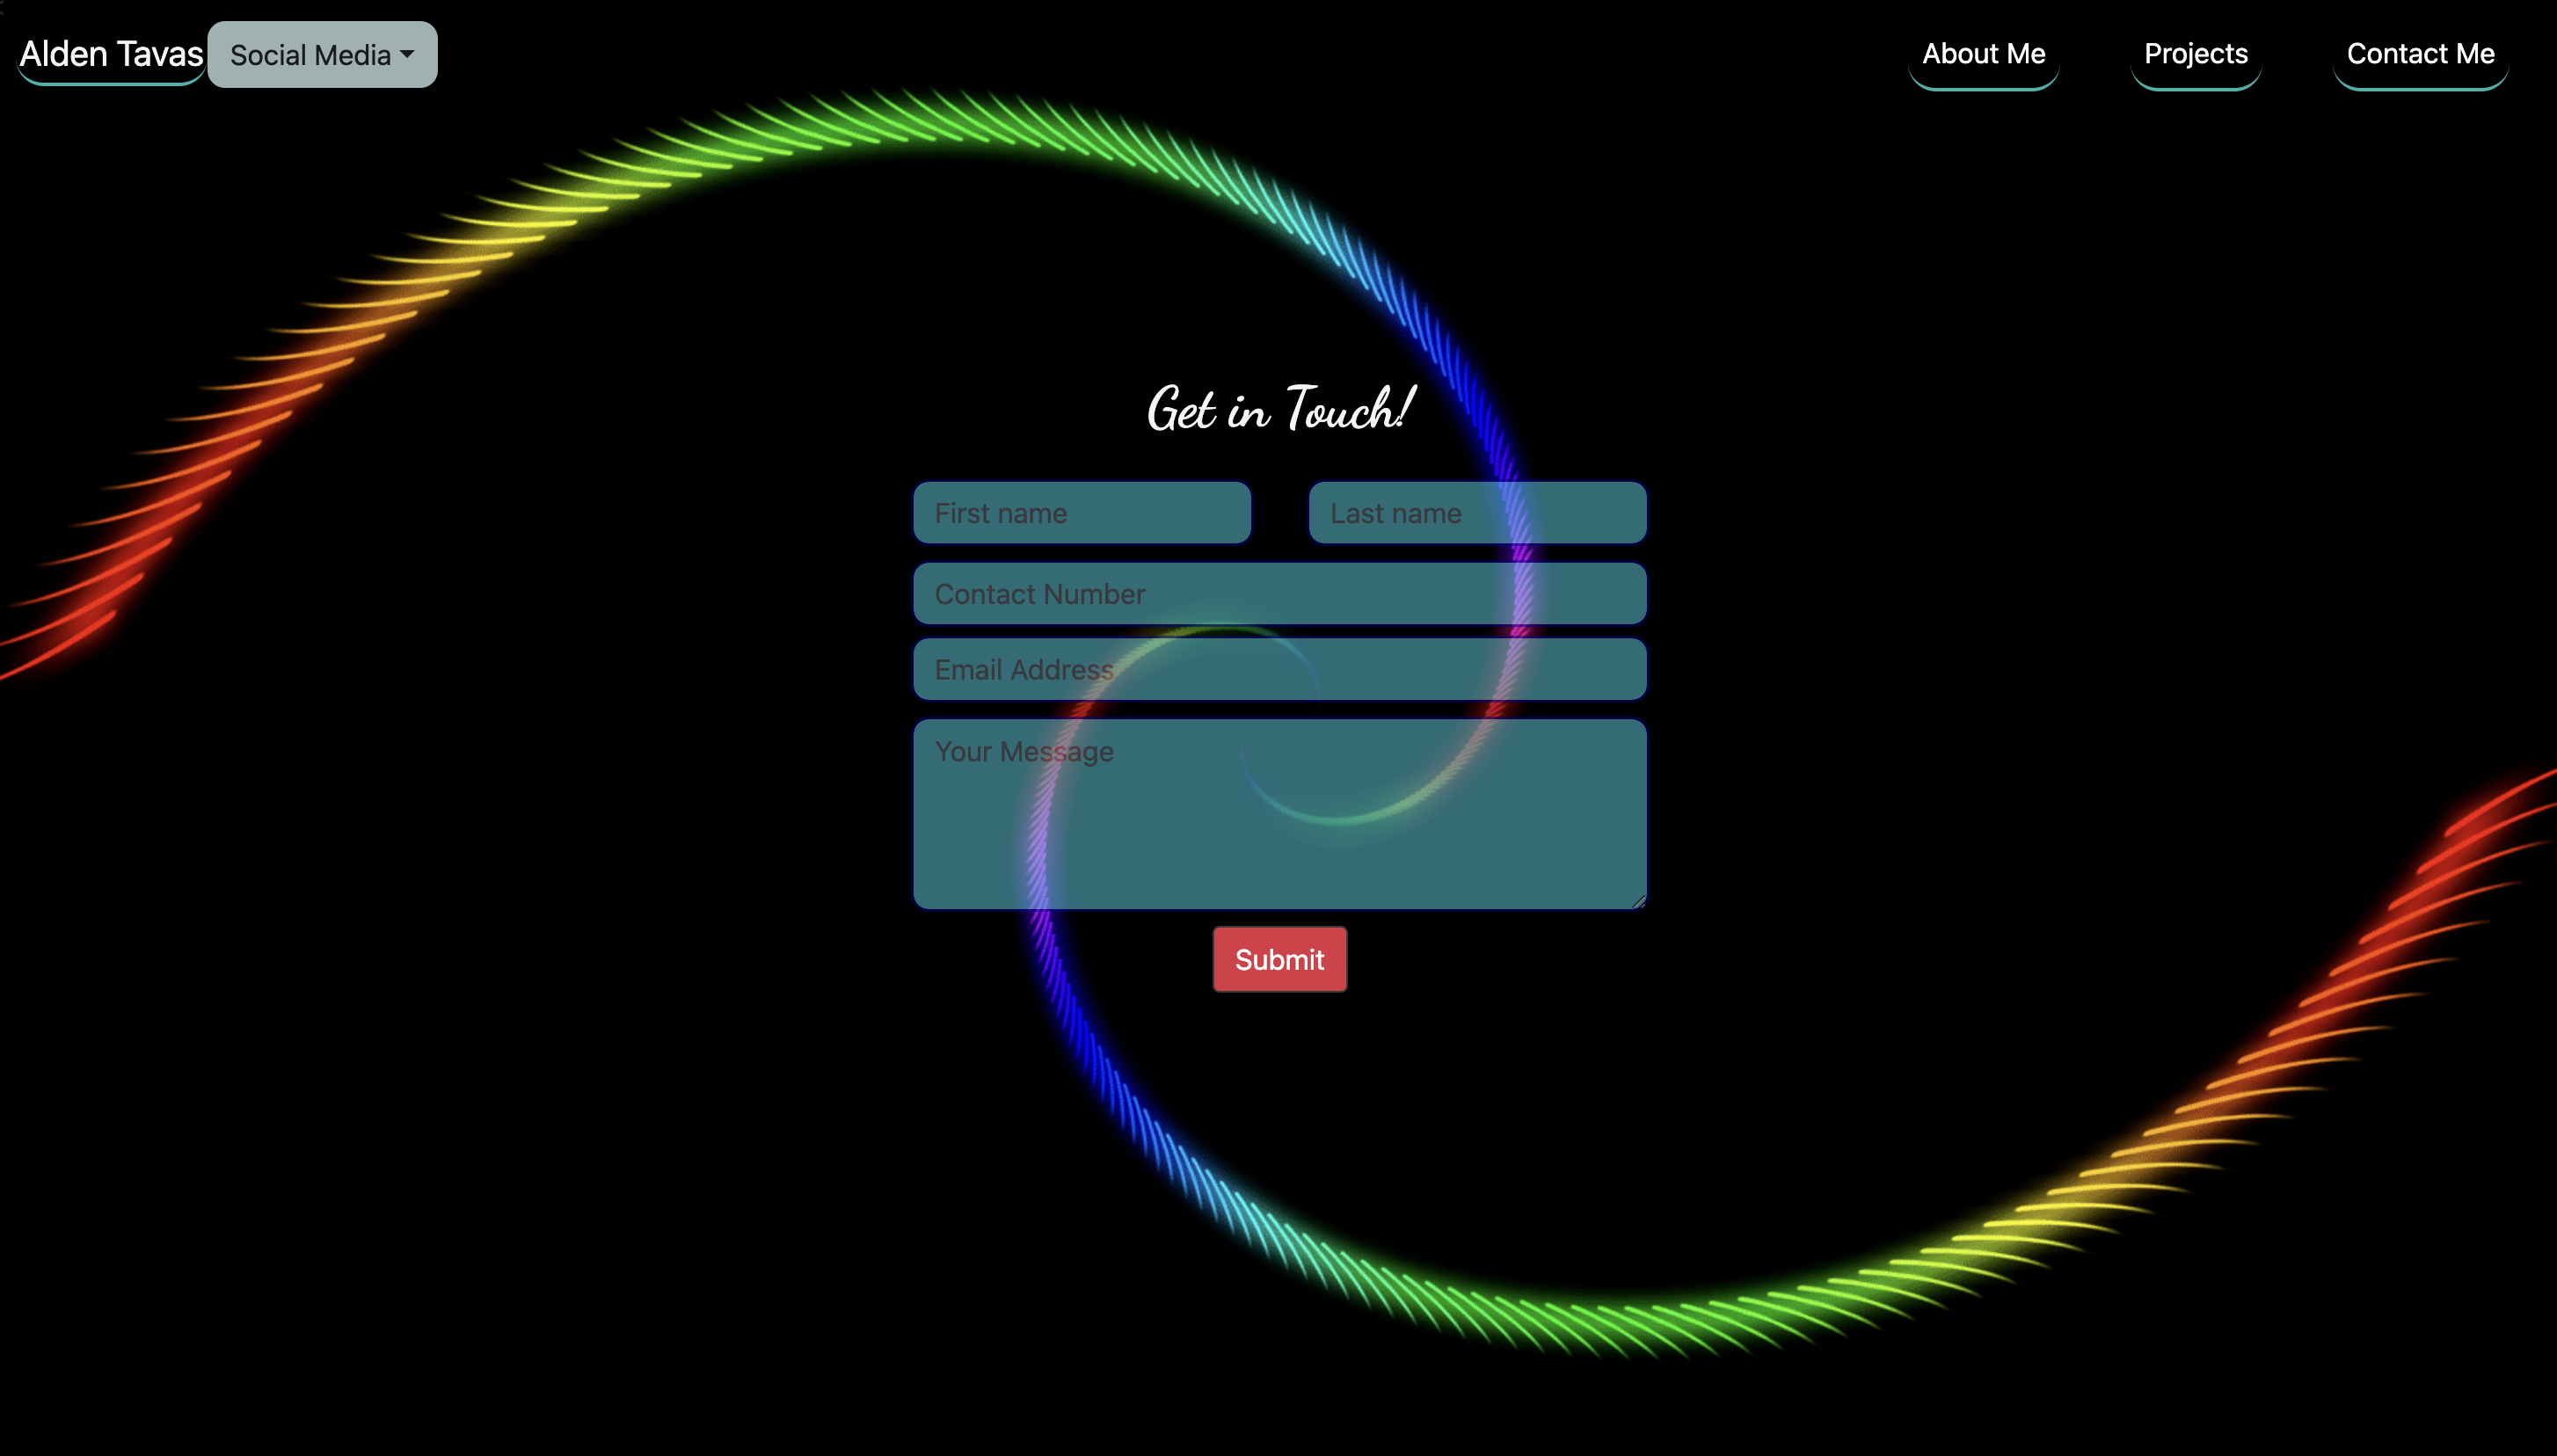 Alden Tavas Social Media About Me Projects Contact Me
Get in Touch!
First name Last name
Contact Number
Email Address
Your Message
Submit